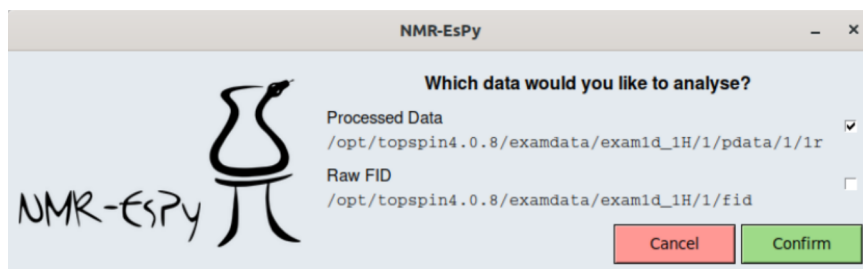 NMR-EsPy
Which data would you like to analyse?
Processed Data
/opt/topspin4.0.8/examdata/exam1d_1H/1/pdata/1/1r
Raw FID
/opt/topspin4.0.8/examdata/exam1d_1H/1/fid
NMR-EsPy
Cancel
Confirm